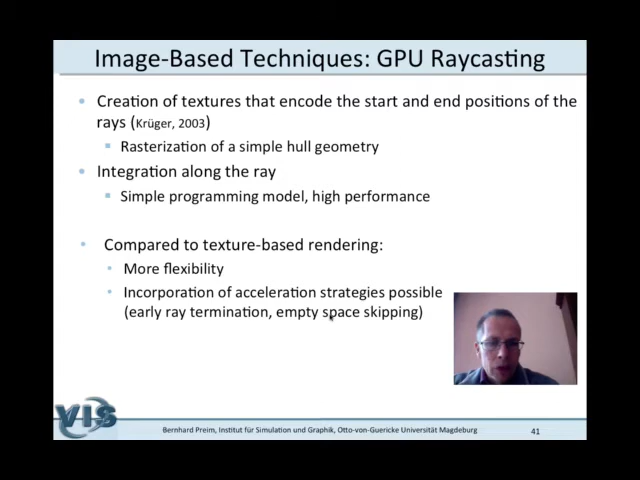 Image-Based Techniques: GPU Raycasting
Creation of textures that encode the start and end positions of the
rays (Krüger, 2003)
Rasterization of a simple hull geometry
Integration along the ray
Simple programming model, high performance
Compared to texture-based rendering:
More flexibility
Incorporation of acceleration strategies possible
(early ray termination, empty space skipping)
VIS
Bernhard Preim, Institut für Simulation und Graphik, Otto-von-Guericke Universität Magdeburg
41